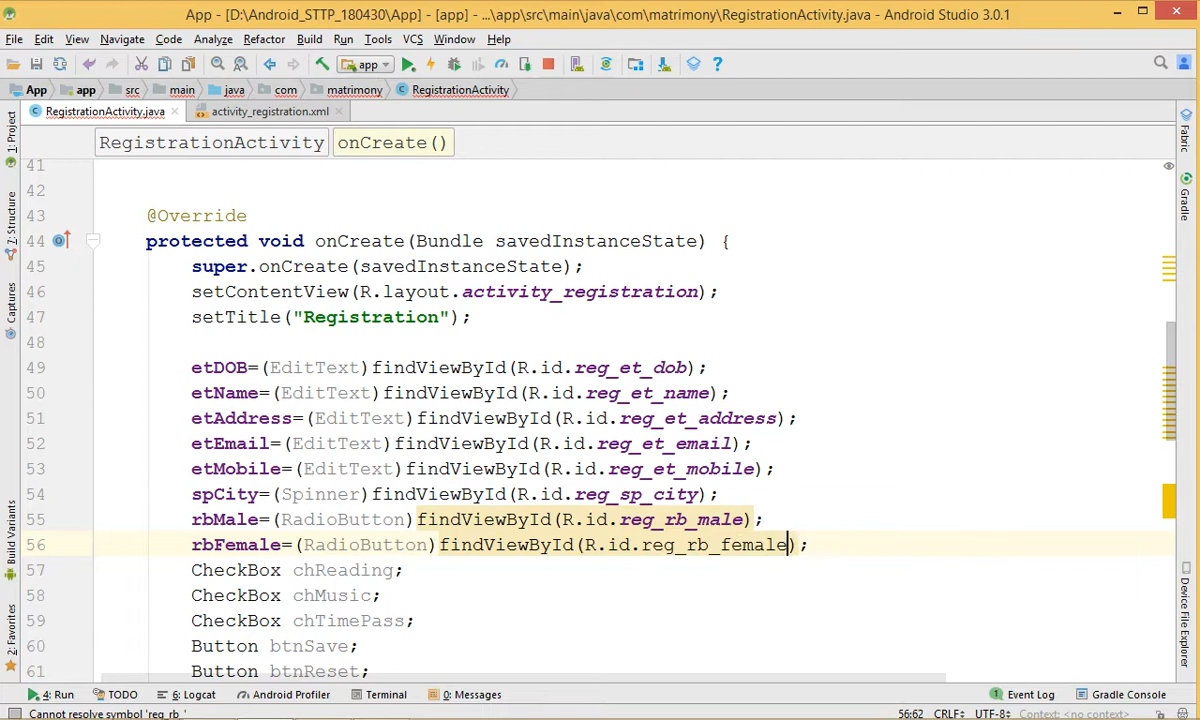 App - [D:\Android_STTP_180430\App] - [app] - ...\app\src\main\java\com\matrimony\RegistrationActivity.java - Android Studio 3.0.1
File Edit View Navigate Code Analyze Refactor Build Run Tools VCS Window Help
app
App app src main java com matrimony RegistrationActivity
RegistrationActivity.java activity_registration.xml
RegistrationActivity onCreate()
41
42
43 @Override
44 protected void onCreate(Bundle savedInstanceState) {
45 super.onCreate(savedInstanceState);
46 setContentView(R.layout.activity_registration);
47 setTitle("Registration");
48
49 etDOB=(EditText)findViewById(R.id.reg_et_dob);
50 etName=(EditText)findViewById(R.id.reg_et_name);
51 etAddress=(EditText)findViewById(R.id.reg_et_address);
52 etEmail=(EditText)findViewById(R.id.reg_et_email);
53 etMobile=(EditText)findViewById(R.id.reg_et_mobile);
54 spCity=(Spinner)findViewById(R.id.reg_sp_city);
55 rbMale=(RadioButton)findViewById(R.id.reg_rb_male);
56 rbFemale=(RadioButton)findViewById(R.id.reg_rb_female);
57 CheckBox chReading;
58 CheckBox chMusic;
59 CheckBox chTimePass;
60 Button btnSave;
61 Button btnReset;
1: Project
7: Structure
Captures
Build Variants
2: Favorites
Fabric
Gradle
Device File Explorer
4: Run TODO 6: Logcat Android Profiler Terminal 0: Messages 1 Event Log Gradle Console
Cannot resolve symbol 'reg_rb_' 56:62 CRLF UTF-8 Context: <no context>